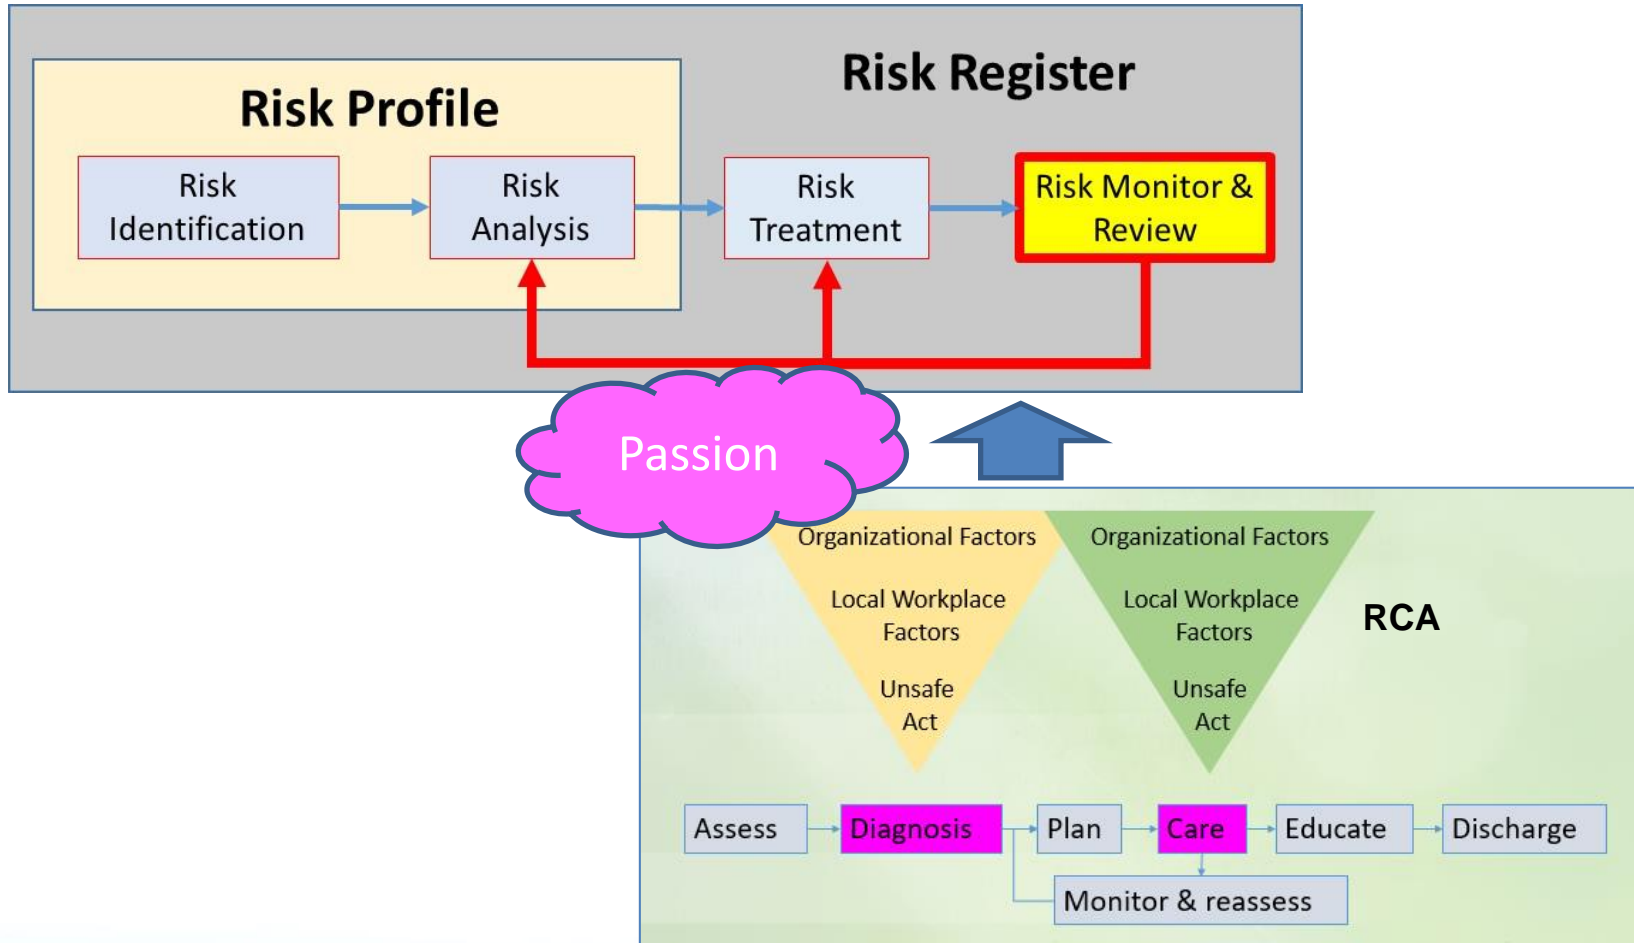 Risk Register
Risk Profile
Risk
Identification
Risk
Analysis
Risk
Treatment
Risk Monitor &
Review
Passion
Organizational Factors
Local Workplace
Factors
Unsafe
Act
Organizational Factors
Local Workplace
Factors
Unsafe
Act
RCA
Assess
Diagnosis
Plan
Care
Educate
Discharge
Monitor & reassess